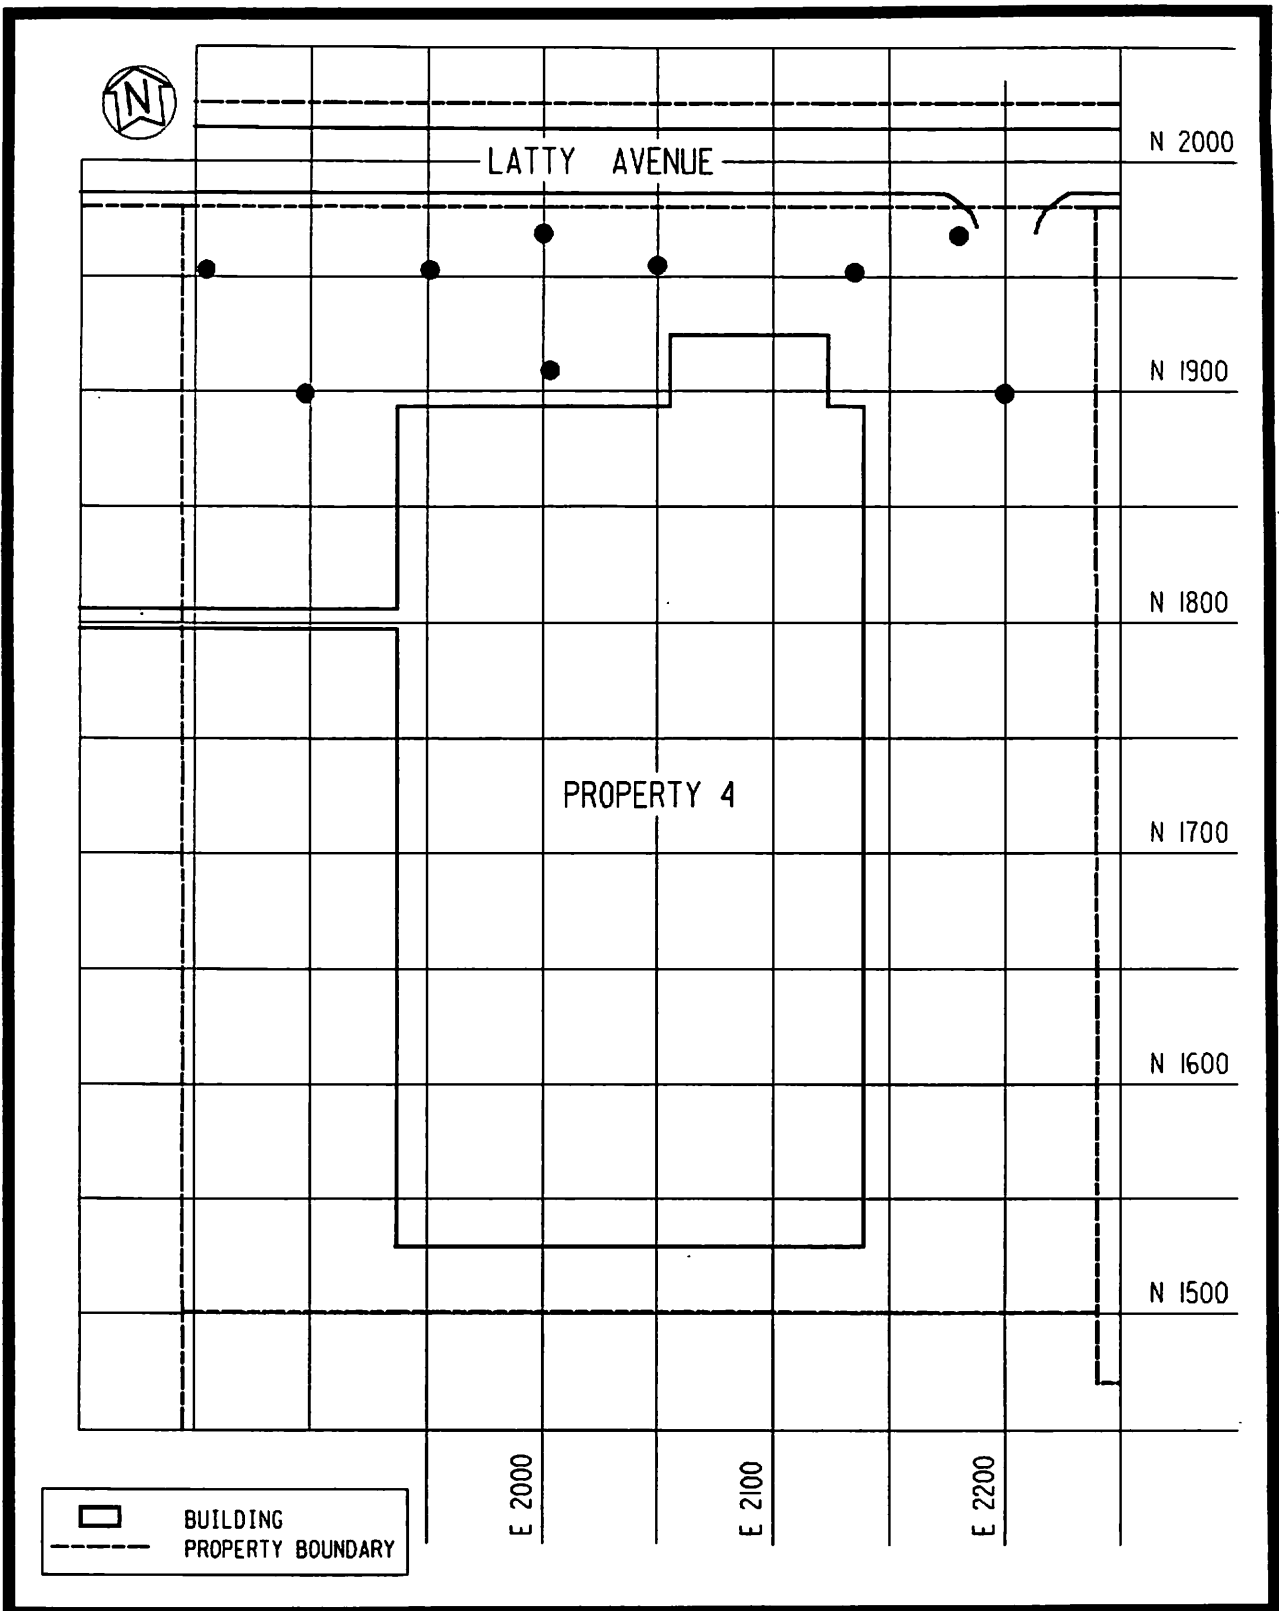 N
N 2000
LATTY AVENUE
N 1900
N 1800
PROPERTY 4
N 1700
N 1600
N 1500
E 2000
E 2100
E 2200
BUILDING
PROPERTY BOUNDARY